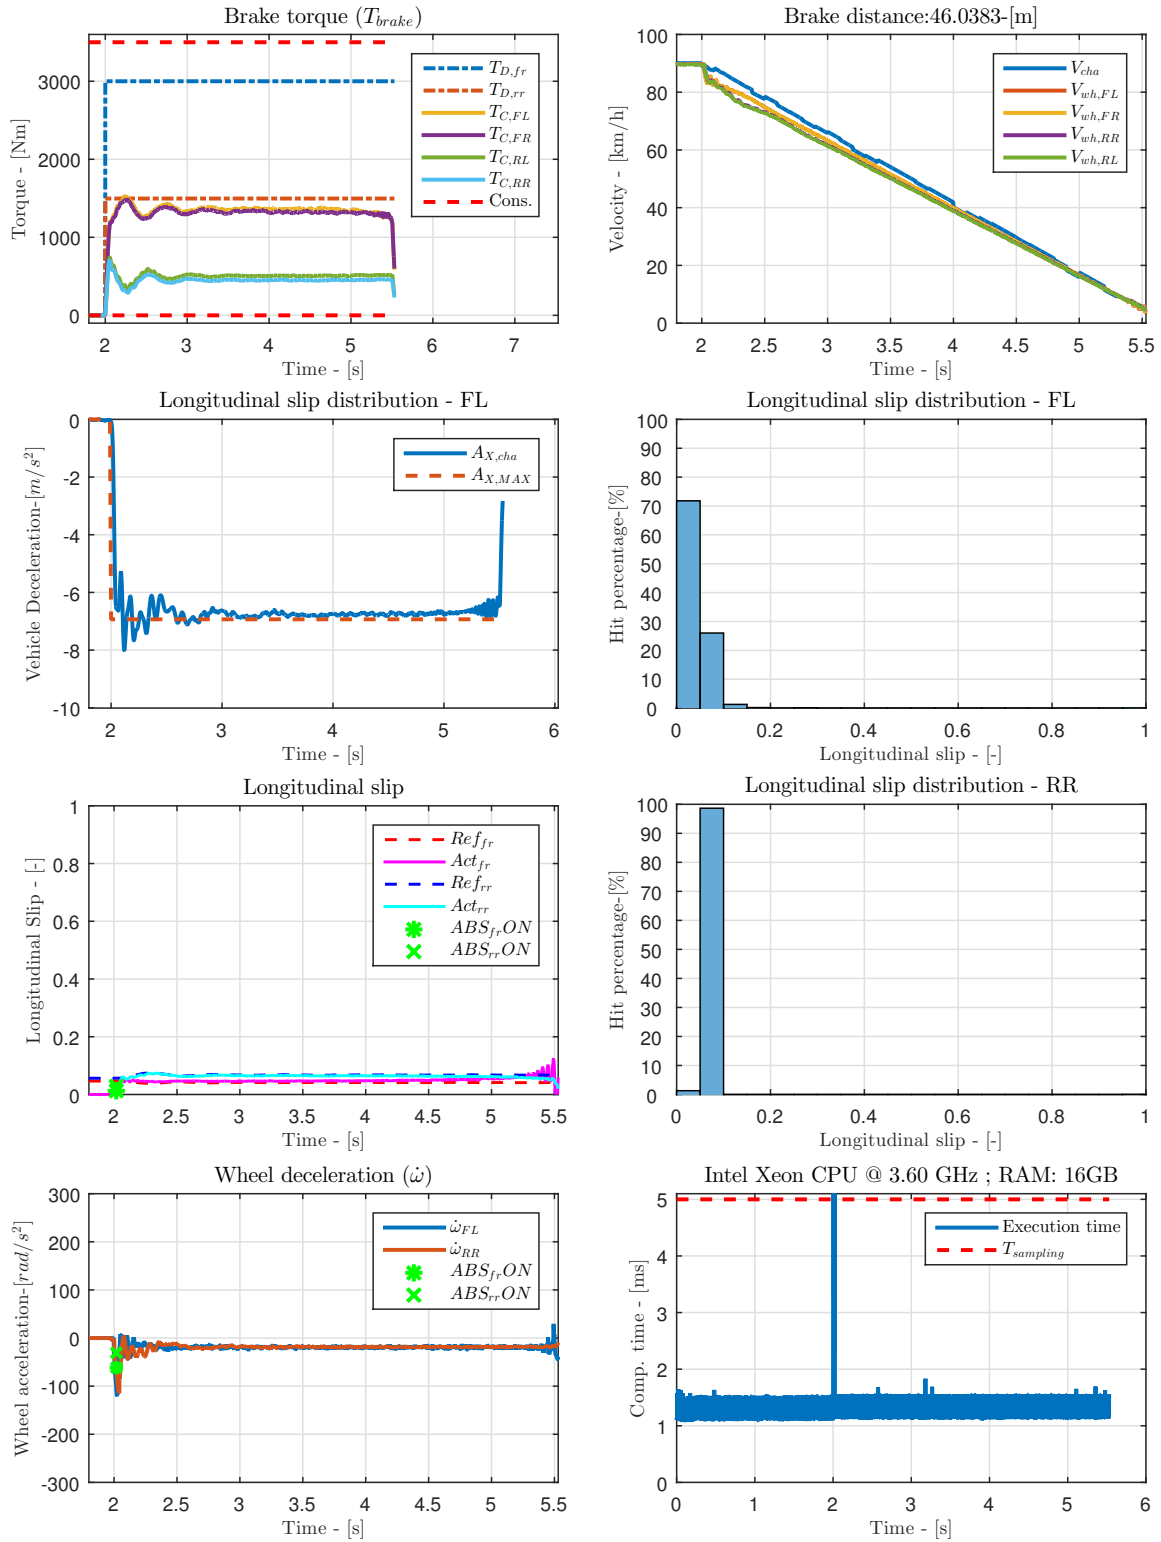 Brake torque (T_brake)
Torque - [Nm]
3000
2000
1000
0
2 3 4 5 6 7
Time - [s]
T_D,fr
T_D,rr
T_C,FL
T_C,FR
T_C,RL
T_C,RR
Cons.
Brake distance:46.0383-[m]
Velocity - [km/h]
100
80
60
40
20
0
2 2.5 3 3.5 4 4.5 5 5.5
Time - [s]
V_cha
V_wh,FL
V_wh,FR
V_wh,RR
V_wh,RL
Longitudinal slip distribution - FL
Vehicle Deceleration-[m/s²]
0
-2
-4
-6
-8
-10
2 3 4 5 6
Time - [s]
A_X,cha
A_X,MAX
Longitudinal slip distribution - FL
Hit percentage-[%]
100
90
80
70
60
50
40
30
20
10
0
0 0.2 0.4 0.6 0.8 1
Longitudinal slip - [-]
Longitudinal slip
Longitudinal Slip - [-]
1
0.8
0.6
0.4
0.2
0
2 2.5 3 3.5 4 4.5 5 5.5
Time - [s]
Ref_fr
Act_fr
Ref_rr
Act_rr
ABS_fr ON
ABS_rr ON
Longitudinal slip distribution - RR
Hit percentage-[%]
100
90
80
70
60
50
40
30
20
10
0
0 0.2 0.4 0.6 0.8 1
Longitudinal slip - [-]
Wheel deceleration (ω̇)
Wheel acceleration-[rad/s²]
300
200
100
0
-100
-200
-300
2 2.5 3 3.5 4 4.5 5 5.5
Time - [s]
ω̇_FL
ω̇_RR
ABS_fr ON
ABS_rr ON
Intel Xeon CPU @ 3.60 GHz ; RAM: 16GB
Comp. time - [ms]
5
4
3
2
1
0
0 1 2 3 4 5 6
Time - [s]
Execution time
T_sampling